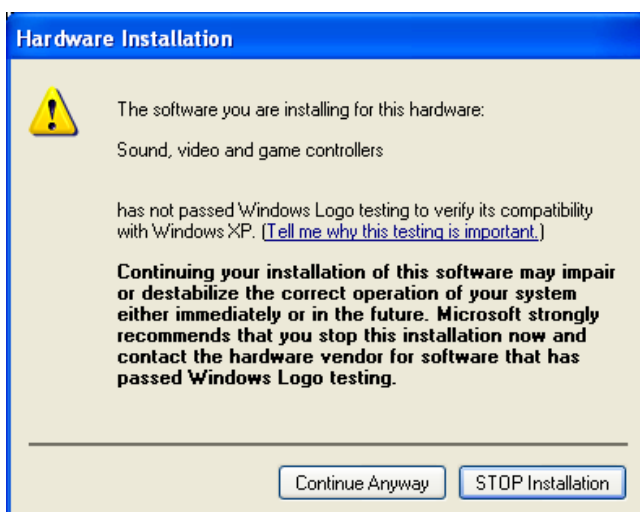 Hardware Installation
The software you are installing for this hardware:
Sound, video and game controllers
has not passed Windows Logo testing to verify its compatibility
with Windows XP. (Tell me why this testing is important.)
Continuing your installation of this software may impair
or destabilize the correct operation of your system
either immediately or in the future. Microsoft strongly
recommends that you stop this installation now and
contact the hardware vendor for software that has
passed Windows Logo testing.
Continue Anyway
STOP Installation